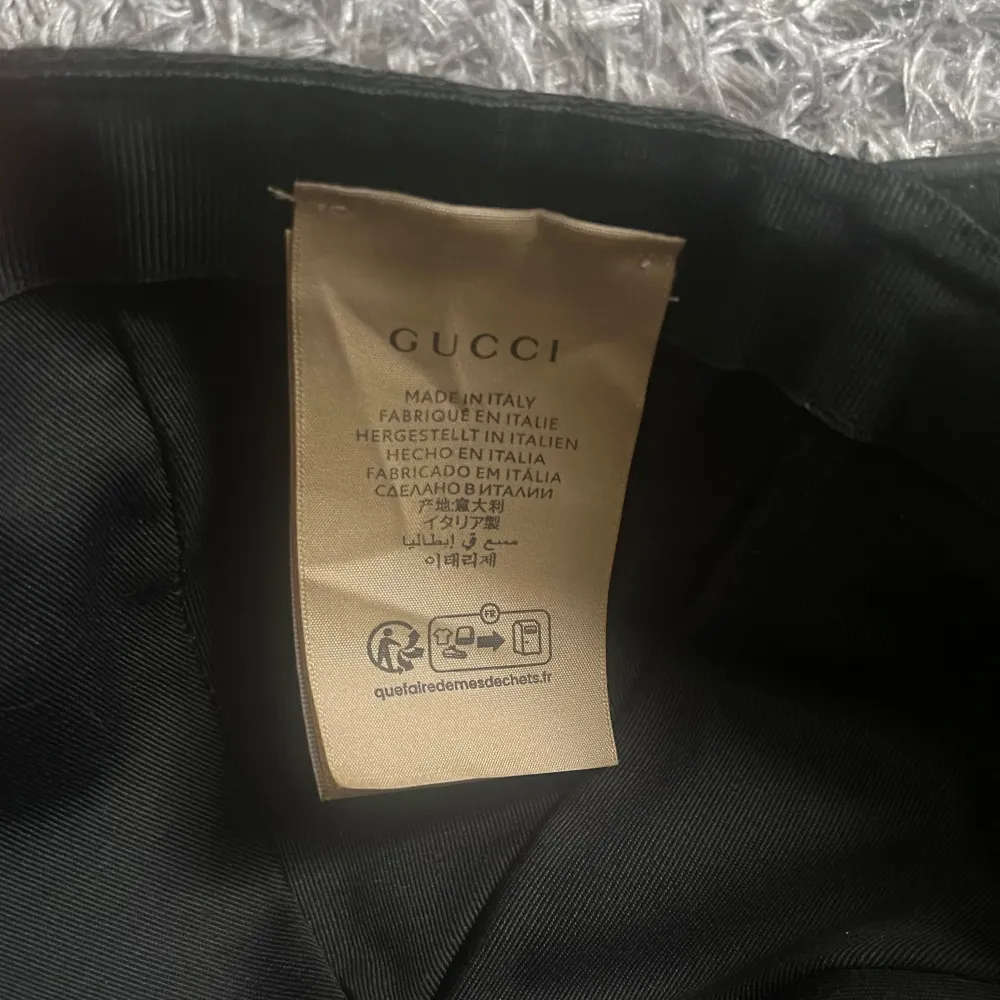 GUCCI
MADE IN ITALY
FABRIQUÉ EN ITALIE
HERGESTELLT IN ITALIEN
HECHO EN ITALIA
FABRICADO EM ITÁLIA
СДЕЛАНО В ИТАЛИИ
产地:意大利
イタリア製
صنع في إيطاليا
이태리제
FR
quefairedemesdechets.fr